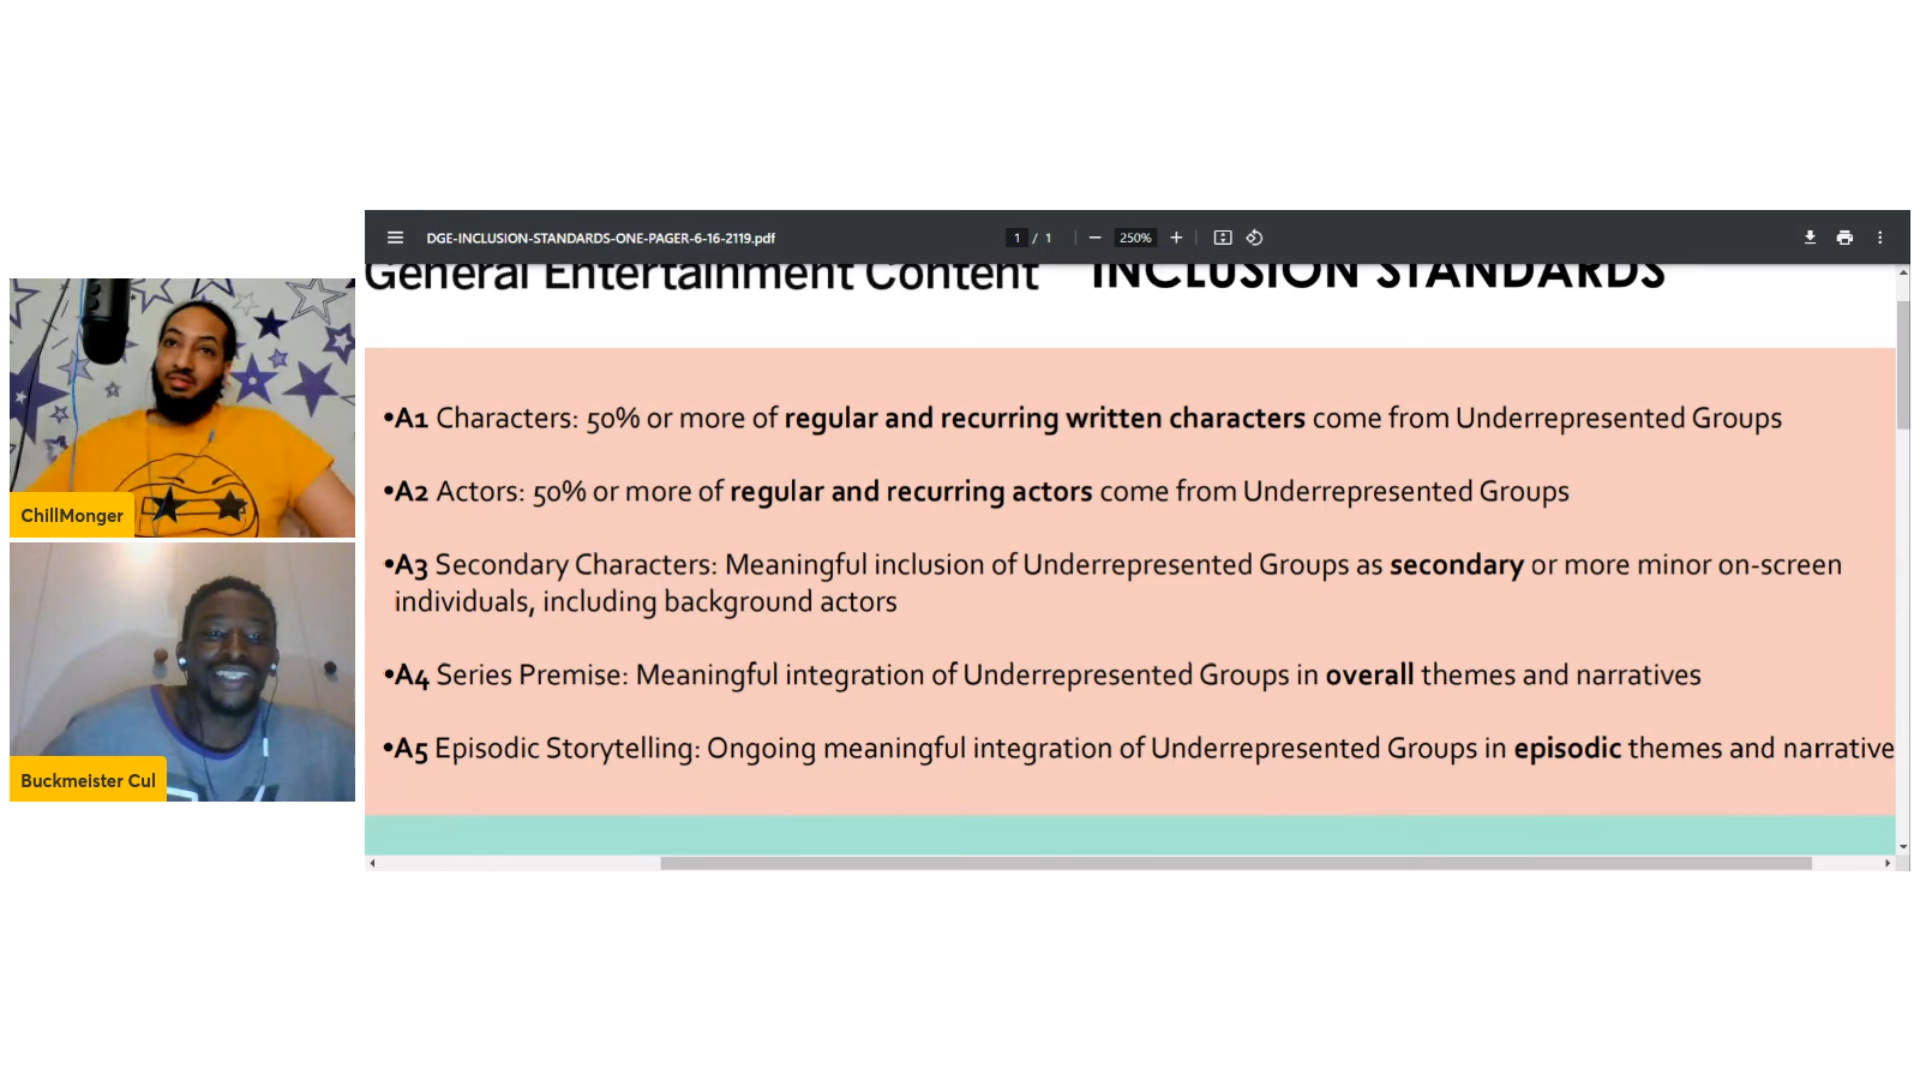 DGE-INCLUSION-STANDARDS-ONE-PAGER-6-16-2119.pdf
1 / 1
250%
General Entertainment Content INCLUSION STANDARDS
•A1 Characters: 50% or more of regular and recurring written characters come from Underrepresented Groups
•A2 Actors: 50% or more of regular and recurring actors come from Underrepresented Groups
•A3 Secondary Characters: Meaningful inclusion of Underrepresented Groups as secondary or more minor on-screen
individuals, including background actors
•A4 Series Premise: Meaningful integration of Underrepresented Groups in overall themes and narratives
•A5 Episodic Storytelling: Ongoing meaningful integration of Underrepresented Groups in episodic themes and narrative
ChillMonger
Buckmeister Cul